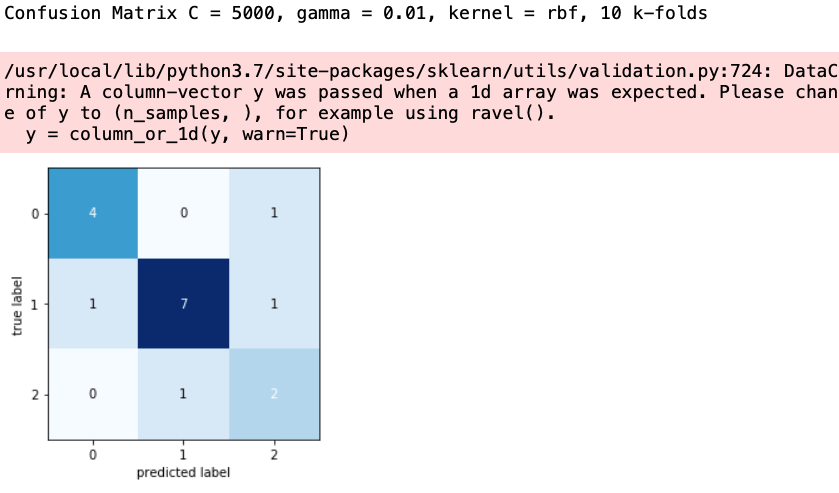 Confusion Matrix C = 5000, gamma = 0.01, kernel = rbf, 10 k-folds
/usr/local/lib/python3.7/site-packages/sklearn/utils/validation.py:724: DataC
rning: A column-vector y was passed when a 1d array was expected. Please chan
e of y to (n_samples, ), for example using ravel().
y = column_or_1d(y, warn=True)
0 4 0 1
true label
1 1 7 1
2 0 1 2
0 1 2
predicted label